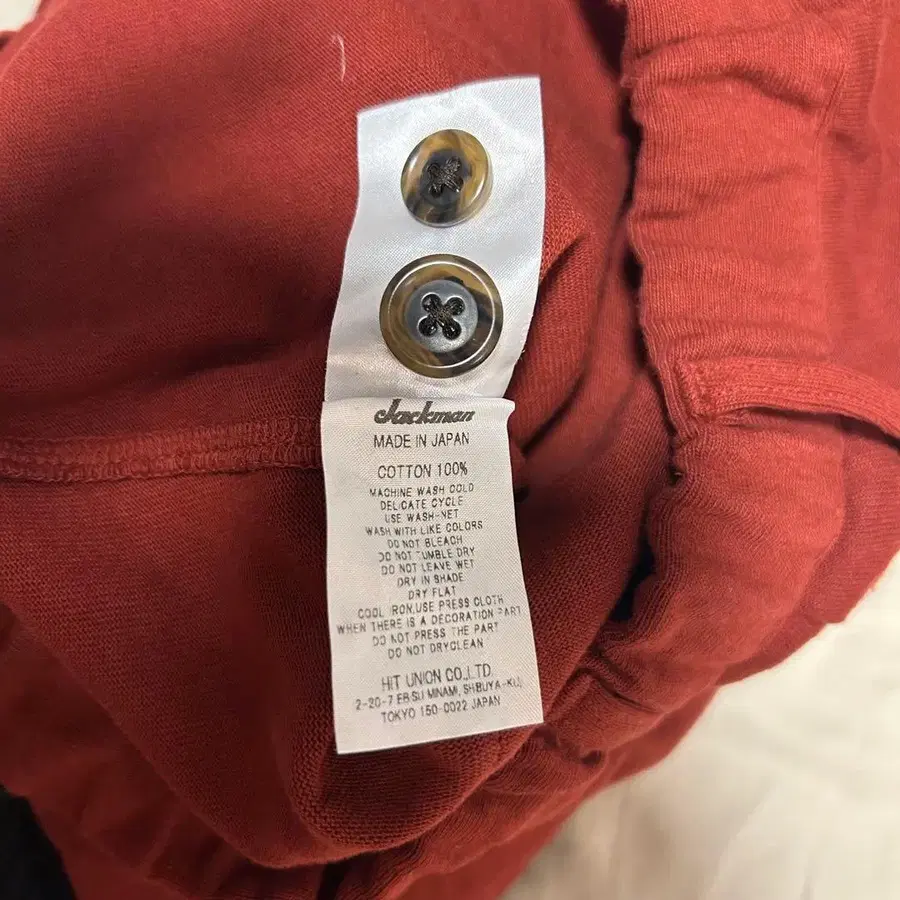 Jackman
MADE IN JAPAN
COTTON 100%
MACHINE WASH COLD
DELICATE CYCLE
USE WASH-NET
WASH WITH LIKE COLORS
DO NOT BLEACH
DO NOT TUMBLE DRY
DO NOT LEAVE WET
DRY IN SHADE
DRY FLAT
COOL IRON,USE PRESS CLOTH
WHEN THERE IS A DECORATION PART
DO NOT PRESS THE PART
DO NOT DRYCLEAN
HIT UNION CO.,LTD.
2-20-7 EBISU MINAMI, SHIBUYA-KU,
TOKYO 150-0022 JAPAN